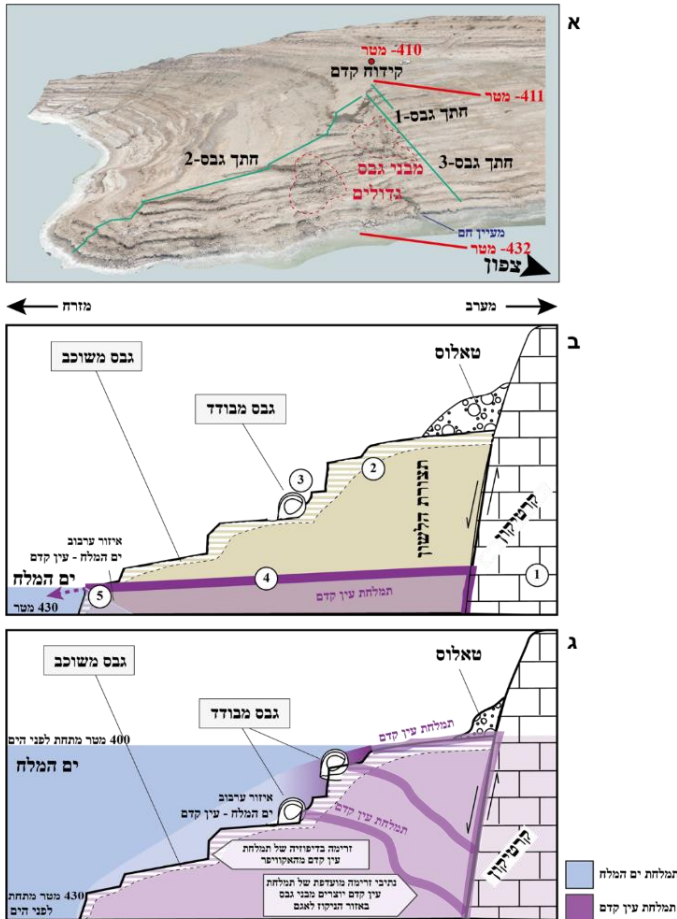 א
410- מטר
קידוח קדם
411- מטר
חתך גבס-1
חתך גבס-2
חתך גבס-3
מבני גבס
גדולים
מעיין חם
432- מטר
צפון
מזרח
מערב
ב
טאלוס
גבס משוכב
גבס מבודד
3
2
תצורת הלשון
קרטיקון
איזור ערבוב
ים המלח - עין קדם
ים המלח
4
1
תמלחת עין קדם
5
430 מטר
ג
טאלוס
גבס משוכב
גבס מבודד
תמלחת עין קדם
400 מטר מתחת לפני הים
ים המלח
איזור ערבוב
ים המלח - עין קדם
תמלחת עין קדם
קרטיקון
זרימה בדיפוזיה של תמלחת
עין קדם מהאקוויפר
נתיבי זרימה מועדפת של תמלחת
עין קדם יוצרים מבני גבס
באזור הניקוז לאגם
430 מטר מתחת
לפני הים
תמלחת ים המלח
תמלחת עין קדם